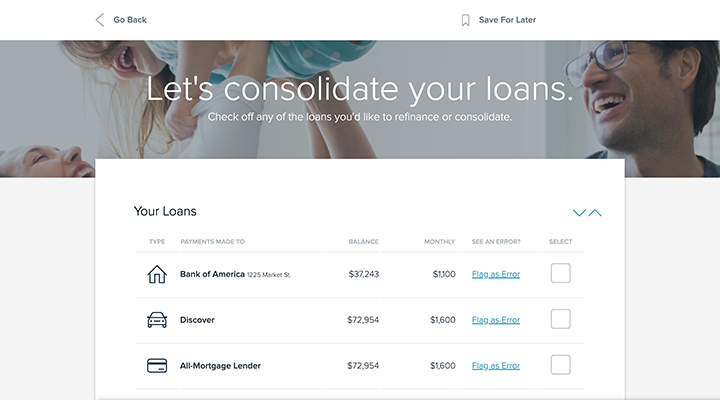 Go Back Save For Later
Let's consolidate your loans.
Check off any of the loans you'd like to refinance or consolidate.
Your Loans
TYPE PAYMENTS MADE TO BALANCE MONTHLY SEE AN ERROR? SELECT
Bank of America 1225 Market St. $37,243 $1,100 Flag as Error
Discover $72,954 $1,600 Flag as Error
All-Mortgage Lender $72,954 $1,600 Flag as Error